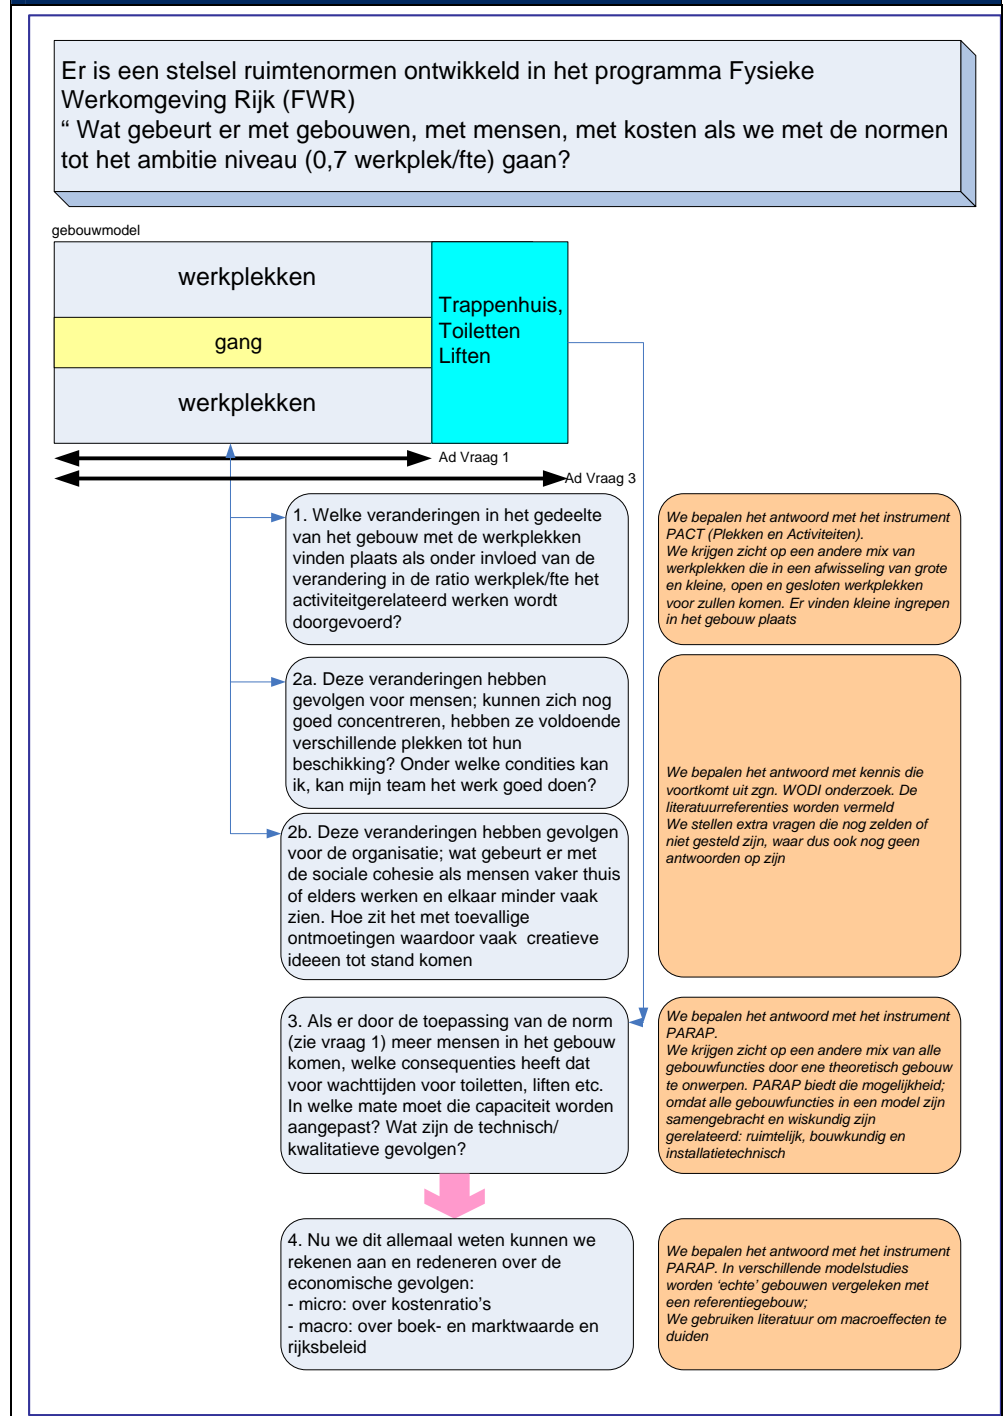 Er is een stelsel ruimtenormen ontwikkeld in het programma Fysieke
Werkomgeving Rijk (FWR)
“ Wat gebeurt er met gebouwen, met mensen, met kosten als we met de normen
tot het ambitie niveau (0,7 werkplek/fte) gaan?
gebouwmodel
werkplekken
gang
werkplekken
Trappenhuis,
Toiletten
Liften
Ad Vraag 1
Ad Vraag 3
1. Welke veranderingen in het gedeelte
van het gebouw met de werkplekken
vinden plaats als onder invloed van de
verandering in de ratio werkplek/fte het
activiteitgerelateerd werken wordt
doorgevoerd?
We bepalen het antwoord met het instrument
PACT (Plekken en Activiteiten).
We krijgen zicht op een andere mix van
werkplekken die in een afwisseling van grote
en kleine, open en gesloten werkplekken
voor zullen komen. Er vinden kleine ingrepen
in het gebouw plaats
2a. Deze veranderingen hebben
gevolgen voor mensen; kunnen zich nog
goed concentreren, hebben ze voldoende
verschillende plekken tot hun
beschikking? Onder welke condities kan
ik, kan mijn team het werk goed doen?
2b. Deze veranderingen hebben gevolgen
voor de organisatie; wat gebeurt er met
de sociale cohesie als mensen vaker thuis
of elders werken en elkaar minder vaak
zien. Hoe zit het met toevallige
ontmoetingen waardoor vaak  creatieve
ideeen tot stand komen
We bepalen het antwoord met kennis die
voortkomt uit zgn. WODI onderzoek. De
literatuurreferenties worden vermeld
We stellen extra vragen die nog zelden of
niet gesteld zijn, waar dus ook nog geen
antwoorden op zijn
3. Als er door de toepassing van de norm
(zie vraag 1) meer mensen in het gebouw
komen, welke consequenties heeft dat
voor wachttijden voor toiletten, liften etc.
In welke mate moet die capaciteit worden
aangepast? Wat zijn de technisch/
kwalitatieve gevolgen?
We bepalen het antwoord met het instrument
PARAP.
We krijgen zicht op een andere mix van alle
gebouwfuncties door ene theoretisch gebouw
te onwerpen. PARAP biedt die mogelijkheid;
omdat alle gebouwfuncties in een model zijn
samengebracht en wiskundig zijn
gerelateerd: ruimtelijk, bouwkundig en
installatietechnisch
4. Nu we dit allemaal weten kunnen we
rekenen aan en redeneren over de
economische gevolgen:
- micro: over kostenratio’s
- macro: over boek- en marktwaarde en
rijksbeleid
We bepalen het antwoord met het instrument
PARAP. In verschillende modelstudies
worden ‘echte’ gebouwen vergeleken met
een referentiegebouw;
We gebruiken literatuur om macroeffecten te
duiden